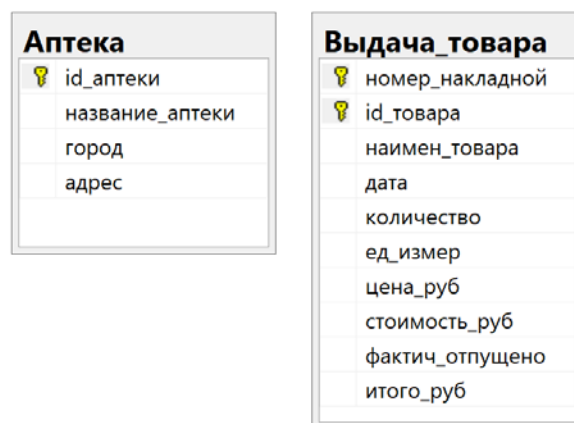 Аптека
id_аптеки
название_аптеки
город
адрес
Выдача_товара
номер_накладной
id_товара
наимен_товара
дата
количество
ед_измер
цена_руб
стоимость_руб
фактич_отпущено
итого_руб